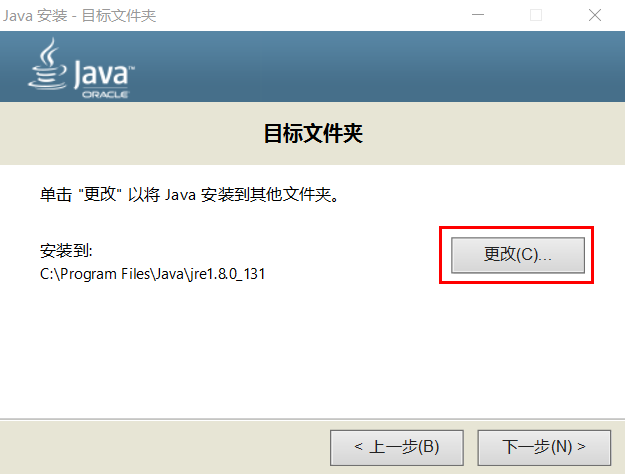 Java 安装 - 目标文件夹
Java™
ORACLE
目标文件夹
单击 "更改" 以将 Java 安装到其他文件夹。
安装到:
更改(C)...
C:\Program Files\Java\jre1.8.0_131
< 上一步(B)
下一步(N) >